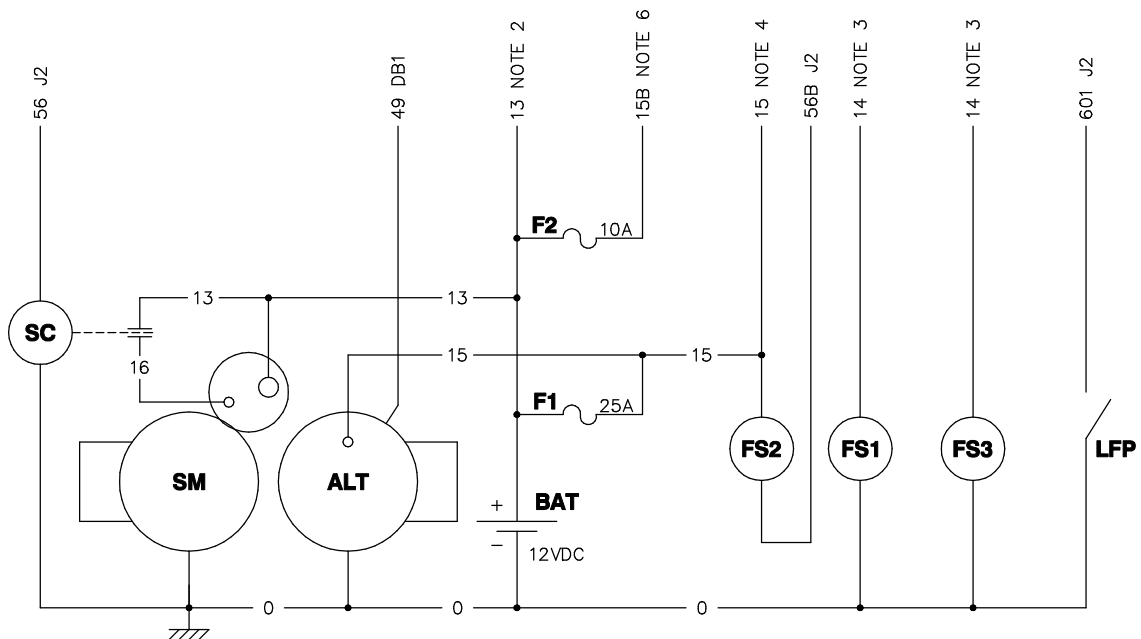 56 J2
49 DB1
13 NOTE 2
15B NOTE 6
15 NOTE 4
56B J2
14 NOTE 3
14 NOTE 3
601 J2
F2
10A
13
13
SC
16
15
15
F1
25A
FS2
FS1
FS3
LFP
SM
ALT
+
BAT
–
12VDC
0
0
0